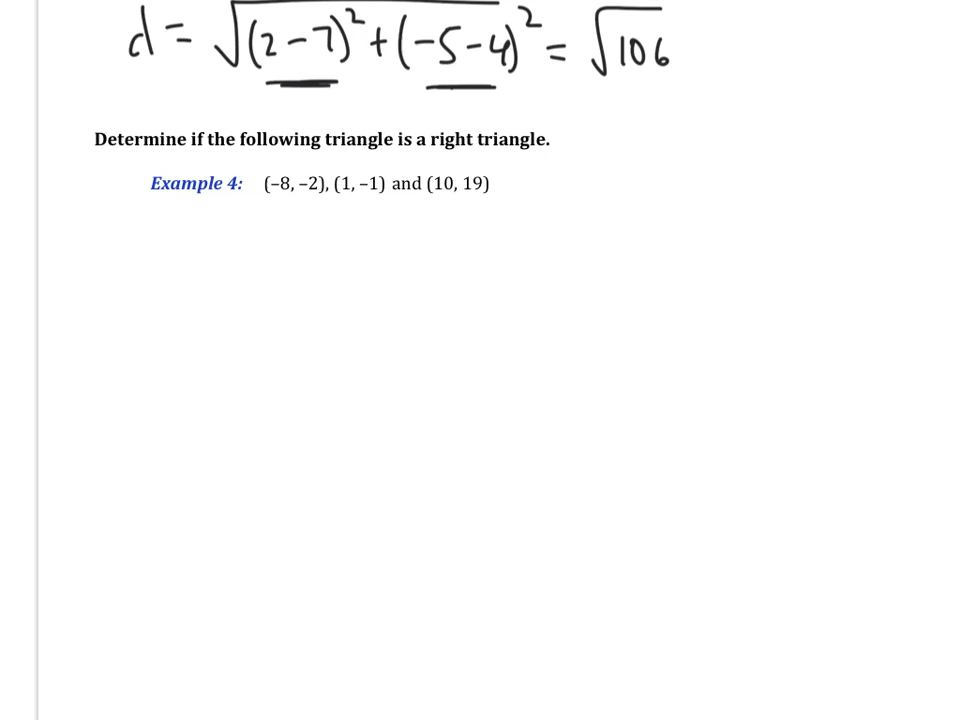 d = √(2 – 7)² + (–5 – 4)² = √106
Determine if the following triangle is a right triangle.
Example 4: (–8, –2), (1, –1) and (10, 19)